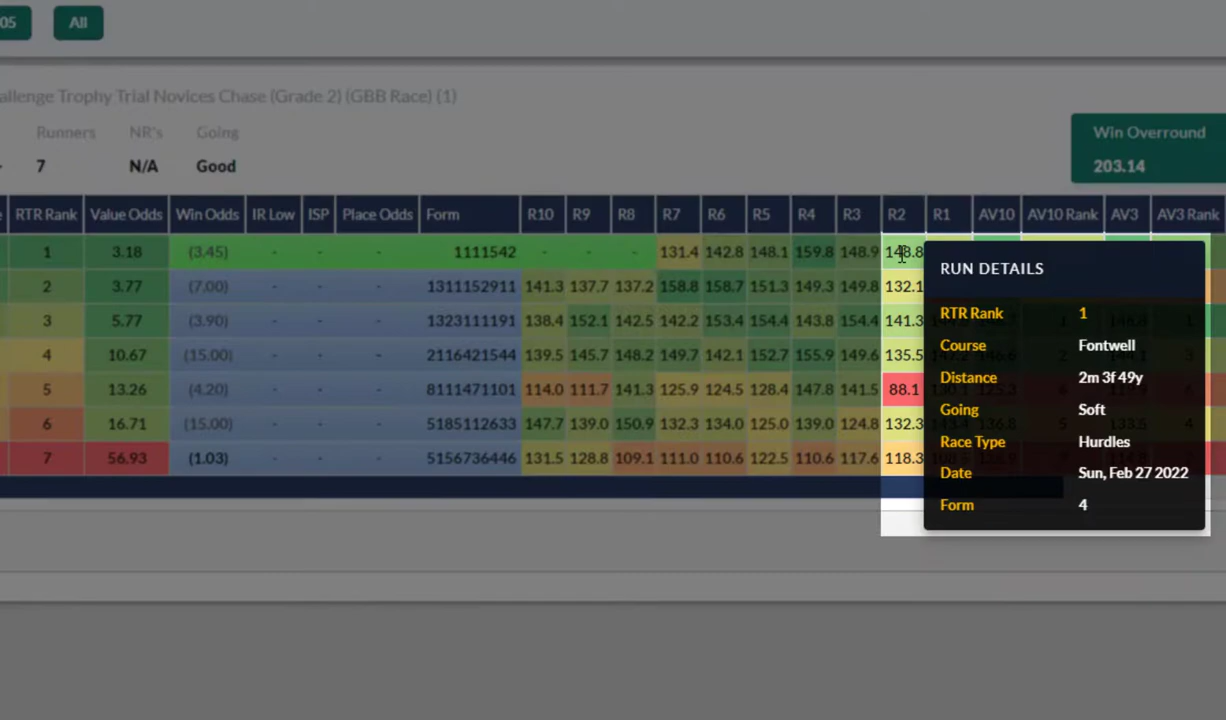 05 All
allenge Trophy Trial Novices Chase (Grade 2) (GBB Race) (1)
Runners NR's Going Win Overround
7 N/A Good 203.14
RTR Rank Value Odds Win Odds IR Low ISP Place Odds Form R10 R9 R8 R7 R6 R5 R4 R3 R2 R1 AV10 AV10 Rank AV3 AV3 Rank
1 3.18 (3.45) - - - 1111542 - - - 131.4 142.8 148.1 159.8 148.9 148.8
2 3.77 (7.00) - - - 1311152911 141.3 137.7 137.2 158.8 158.7 151.3 149.3 149.8 132.1
3 5.77 (3.90) - - - 1323111191 138.4 152.1 142.5 142.2 153.4 154.4 143.8 154.4 141.3
4 10.67 (15.00) - - - 2116421544 139.5 145.7 148.2 149.7 142.1 152.7 155.9 149.6 135.5
5 13.26 (4.20) - - - 8111471101 114.0 111.7 141.3 125.9 124.5 128.4 147.8 141.5 88.1
6 16.71 (15.00) - - - 5185112633 147.7 139.0 150.9 132.3 134.0 125.0 139.0 124.8 132.3
7 56.93 (1.03) - - - 5156736446 131.5 128.8 109.1 111.0 110.6 122.5 110.6 117.6 118.3
RUN DETAILS
RTR Rank 1
Course Fontwell
Distance 2m 3f 49y
Going Soft
Race Type Hurdles
Date Sun, Feb 27 2022
Form 4